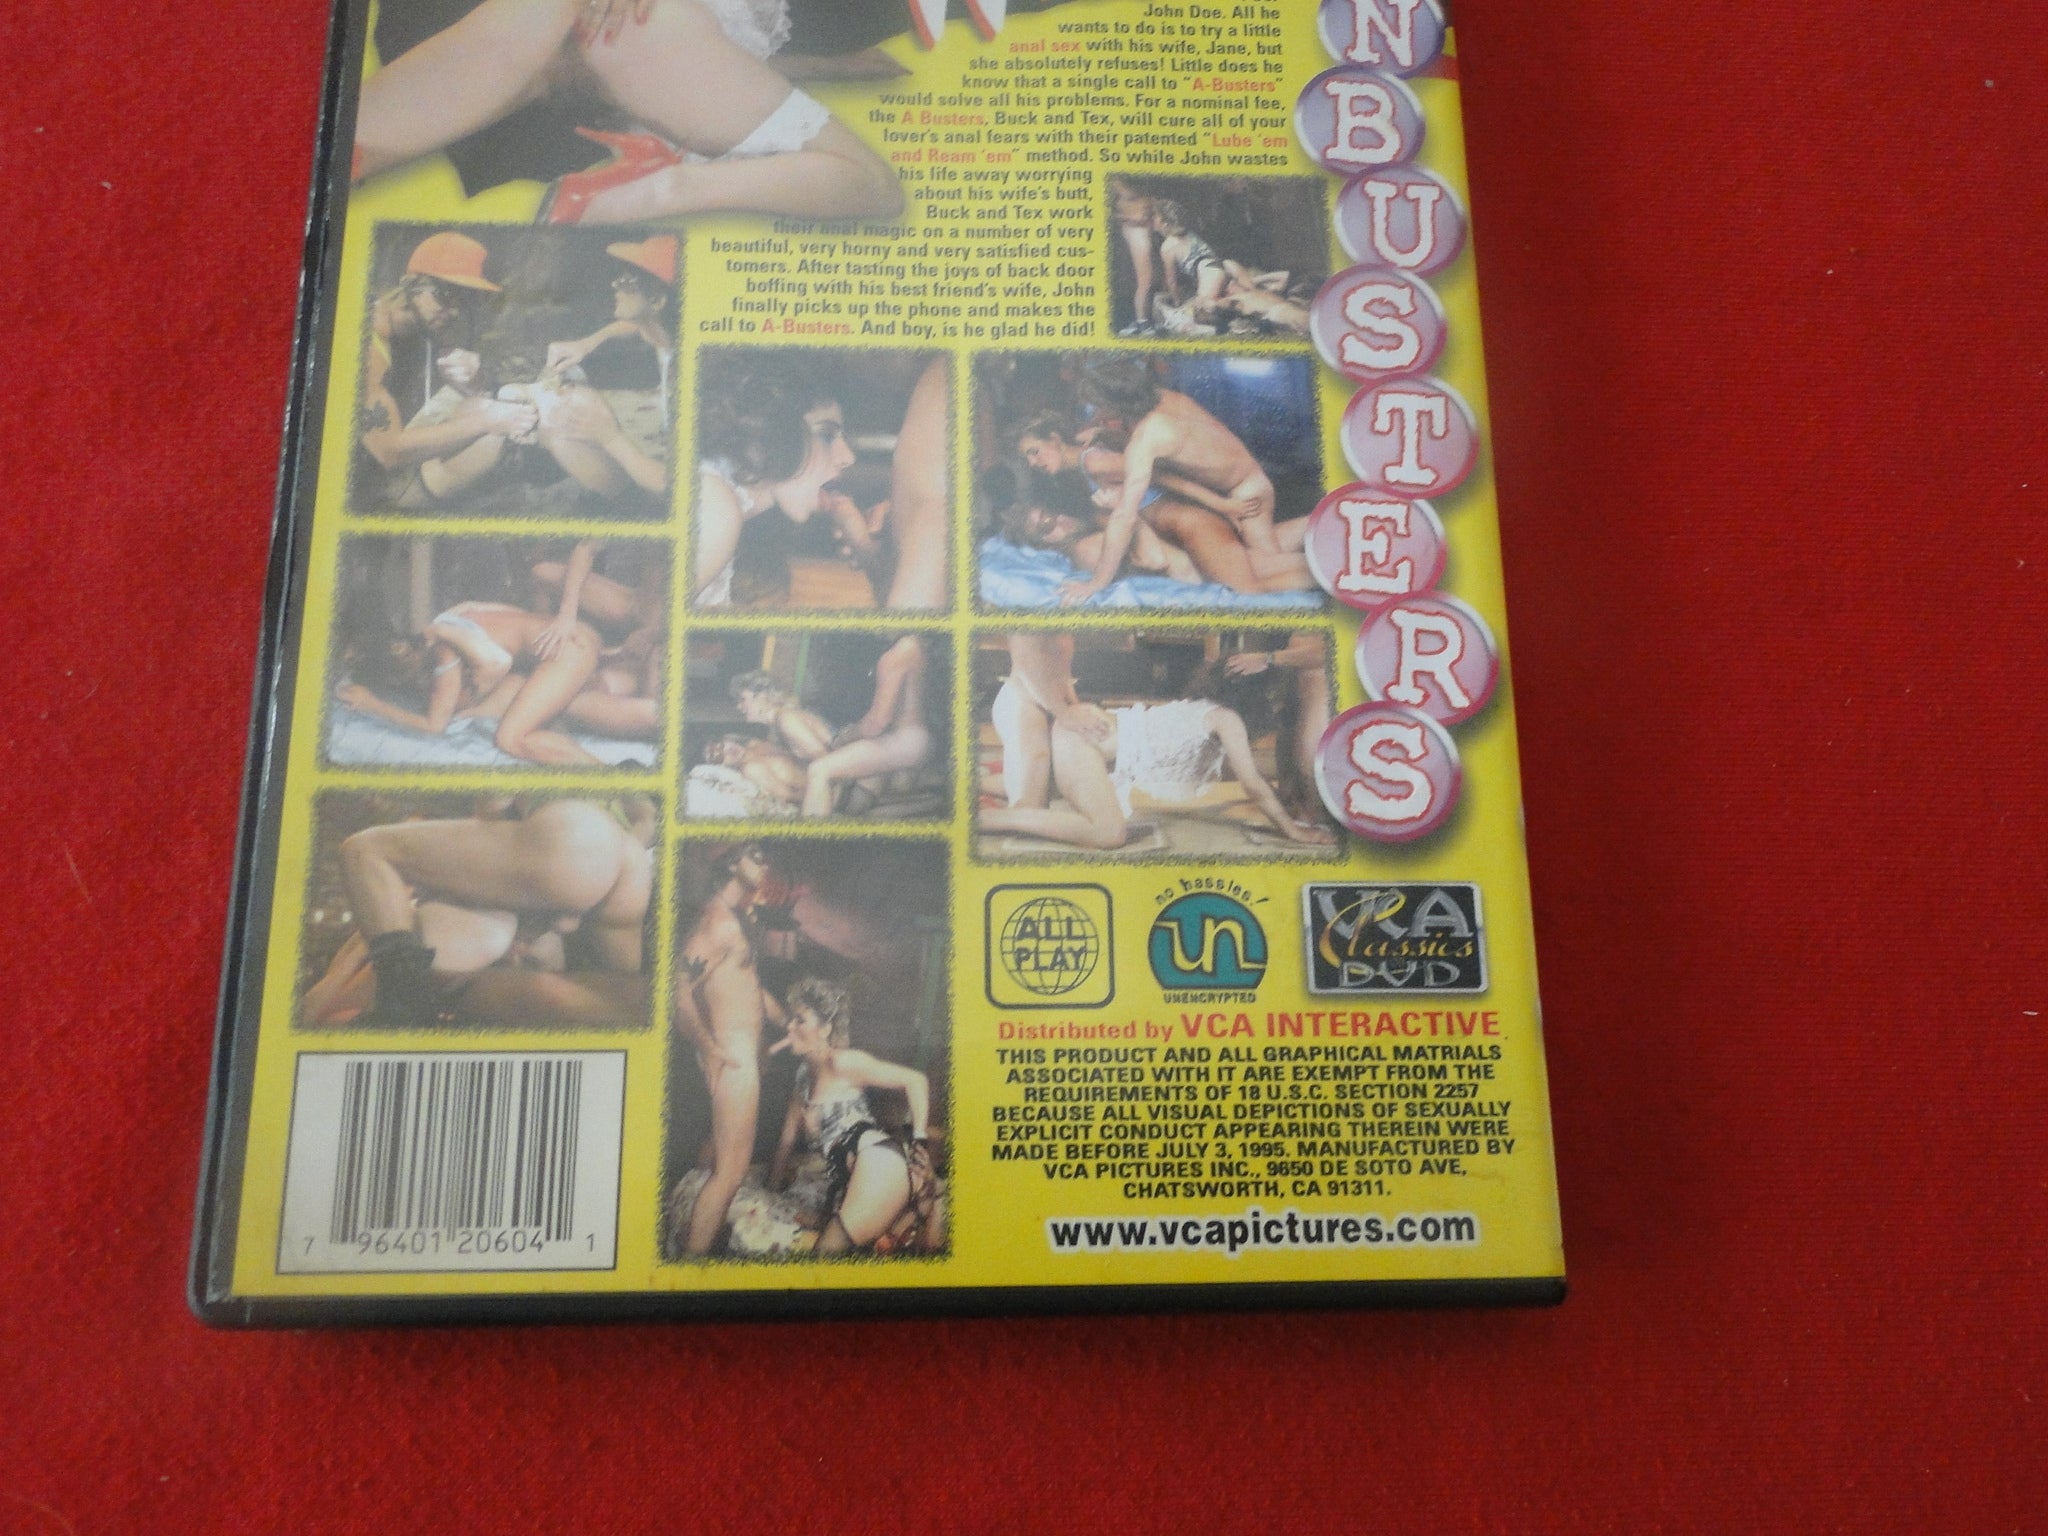 John Doe. All he
wants to do is to try a little
anal sex with his wife, Jane, but
she absolutely refuses! Little does he
know that a single call to "A-Busters"
would solve all his problems. For a nominal fee,
the A Busters, Buck and Tex, will cure all of your
lover's anal fears with their patented "Lube 'em
and Ream 'em" method. So while John wastes
his life away worrying
about his wife's butt,
Buck and Tex work
their anal magic on a number of very
beautiful, very horny and very satisfied cus-
tomers. After tasting the joys of back door
boffing with his best friend's wife, John
finally picks up the phone and makes the
call to A-Busters. And boy, is he glad he did!
N
B
U
S
T
E
R
S
ALL
PLAY
no hassles!
un
UNENCRYPTED
VCA
Classics
DVD
Distributed by VCA INTERACTIVE
THIS PRODUCT AND ALL GRAPHICAL MATRIALS
ASSOCIATED WITH IT ARE EXEMPT FROM THE
REQUIREMENTS OF 18 U.S.C. SECTION 2257
BECAUSE ALL VISUAL DEPICTIONS OF SEXUALLY
EXPLICIT CONDUCT APPEARING THEREIN WERE
MADE BEFORE JULY 3, 1995. MANUFACTURED BY
VCA PICTURES INC., 9650 DE SOTO AVE,
CHATSWORTH, CA 91311.
www.vcapictures.com
7 96401 20604 1